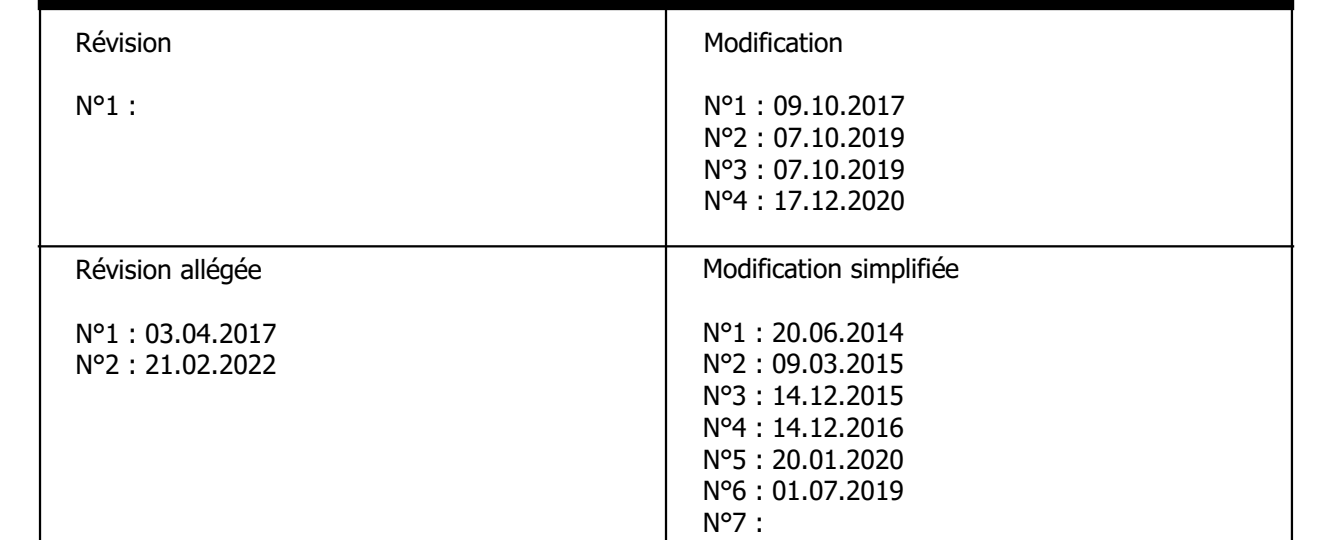 Révision
N°1 :
Modification
N°1 : 09.10.2017
N°2 : 07.10.2019
N°3 : 07.10.2019
N°4 : 17.12.2020
Révision allégée
N°1 : 03.04.2017
N°2 : 21.02.2022
Modification simplifiée
N°1 : 20.06.2014
N°2 : 09.03.2015
N°3 : 14.12.2015
N°4 : 14.12.2016
N°5 : 20.01.2020
N°6 : 01.07.2019
N°7 :